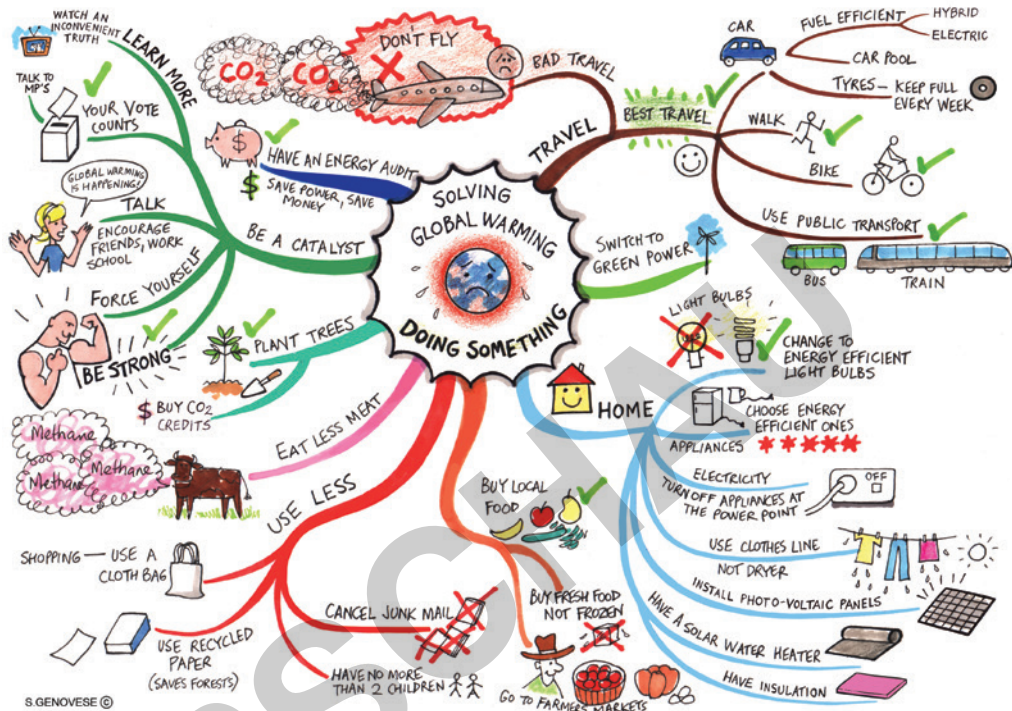 SOLVING
GLOBAL WARMING
DOING SOMETHING
TRAVEL
BAD TRAVEL
DON'T FLY
CO2
CO2
BEST TRAVEL
CAR
FUEL EFFICIENT
HYBRID
ELECTRIC
CAR POOL
TYRES— KEEP FULL
EVERY WEEK
WALK
BIKE
USE PUBLIC TRANSPORT
BUS
TRAIN
SWITCH TO
GREEN POWER
HOME
LIGHT BULBS
CHANGE TO
ENERGY EFFICIENT
LIGHT BULBS
APPLIANCES
CHOOSE ENERGY
EFFICIENT ONES
ELECTRICITY
TURN OFF APPLIANCES AT
THE POWER POINT
OFF
USE CLOTHES LINE
NOT DRYER
INSTALL PHOTO-VOLTAIC PANELS
HAVE A SOLAR WATER HEATER
HAVE INSULATION
BUY LOCAL
FOOD
BUY FRESH FOOD
NOT FROZEN
GO TO FARMERS MARKETS
USE LESS
SHOPPING — USE A
CLOTH BAG
USE RECYCLED
PAPER
(SAVES FORESTS)
CANCEL JUNK MAIL
HAVE NO MORE
THAN 2 CHILDREN
EAT LESS MEAT
Methane
Methane
Methane
PLANT TREES
$ BUY CO2
CREDITS
BE A CATALYST
LEARN MORE
WATCH AN
INCONVENIENT
TRUTH
TALK TO
MP'S
YOUR VOTE
COUNTS
GLOBAL WARMING
IS HAPPENING!
TALK
ENCOURAGE
FRIENDS, WORK
SCHOOL
FORCE YOURSELF
BE STRONG
$
HAVE AN ENERGY AUDIT
$ SAVE POWER, SAVE
MONEY
S.GENOVESE ©